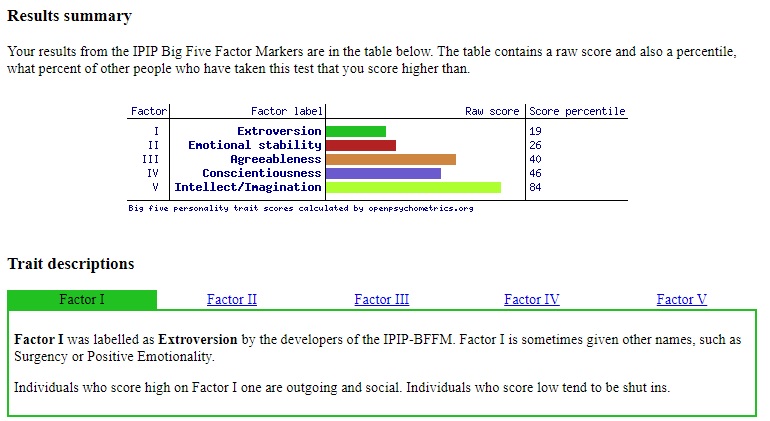 Results summary
Your results from the IPIP Big Five Factor Markers are in the table below. The table contains a raw score and also a percentile,
what percent of other people who have taken this test that you score higher than.
Factor Factor label Raw score Score percentile
I Extroversion 19
II Emotional stability 26
III Agreeableness 40
IV Conscientiousness 46
V Intellect/Imagination 84
Big five personality trait scores calculated by openpsychometrics.org
Trait descriptions
Factor I Factor II Factor III Factor IV Factor V
Factor I was labelled as Extroversion by the developers of the IPIP-BFFM. Factor I is sometimes given other names, such as
Surgency or Positive Emotionality.
Individuals who score high on Factor I one are outgoing and social. Individuals who score low tend to be shut ins.